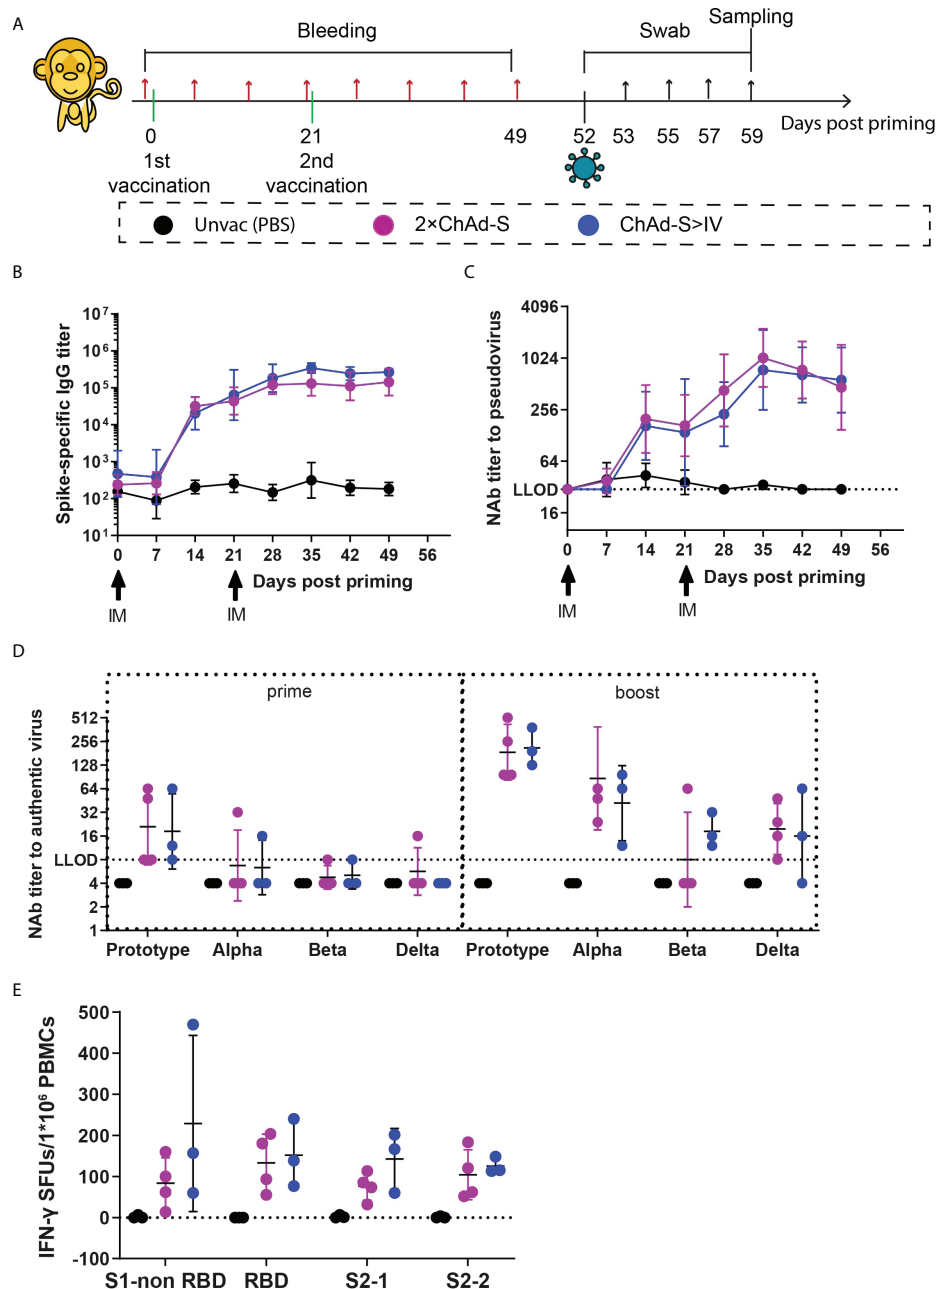 A
Bleeding
Swab
Sampling
0
21
49
52
53
55
57
59
Days post priming
1st
vaccination
2nd
vaccination
Unvac (PBS)
2×ChAd-S
ChAd-S>IV
B
Spike-specific IgG titer
10⁷
10⁶
10⁵
10⁴
10³
10²
10¹
0 7 14 21 28 35 42 49 56
Days post priming
IM
IM
C
NAb titer to pseudovirus
4096
1024
256
64
LLOD
16
0 7 14 21 28 35 42 49 56
Days post priming
IM
IM
D
NAb titer to authentic virus
prime
boost
512
256
128
64
32
16
LLOD
4
2
1
Prototype Alpha Beta Delta Prototype Alpha Beta Delta
E
IFN-γ SFUs/1*10⁶ PBMCs
500
400
300
200
100
0
-100
S1-non RBD RBD S2-1 S2-2